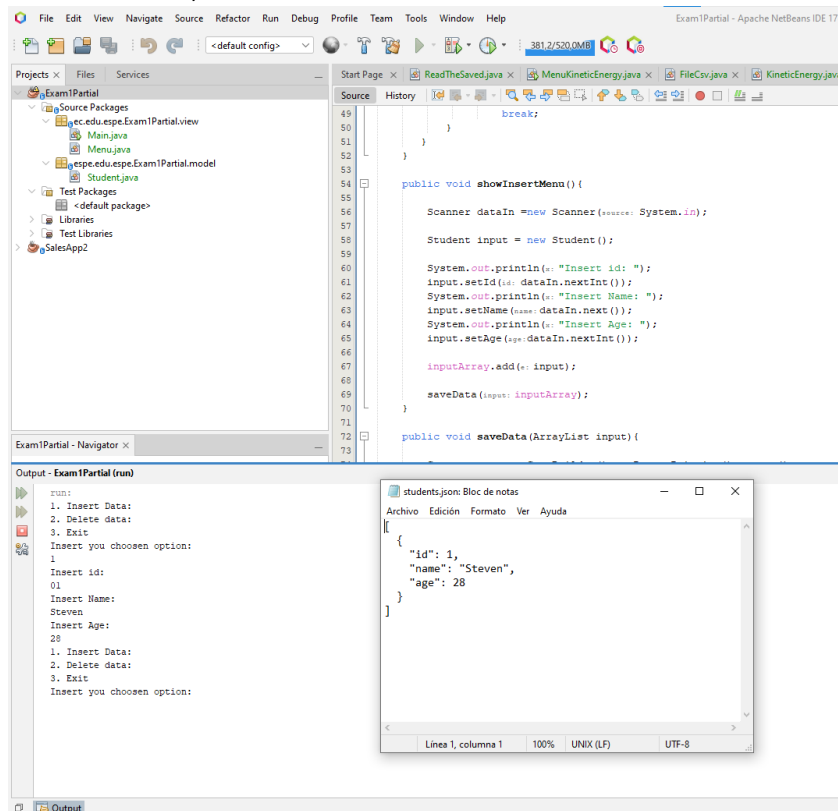 File Edit View Navigate Source Refactor Run Debug Profile Team Tools Window Help Exam1Partial - Apache NetBeans IDE 17
<default config> 381,2/520,0MB
Projects × Files Services
Start Page × ReadTheSaved.java × MenuKineticEnergy.java × FileCsv.java × KineticEnergy.java
Exam1Partial
Source Packages
ec.edu.espe.Exam1Partial.view
Main.java
Menu.java
espe.edu.espe.Exam1Partial.model
Student.java
Test Packages
<default package>
Libraries
Test Libraries
SalesApp2
Source History
49 break;
50 }
51 }
52 }
53
54 public void showInsertMenu(){
55
56 Scanner dataIn =new Scanner(source: System.in);
57
58 Student input = new Student();
59
60 System.out.println(x: "Insert id: ");
61 input.setId(id: dataIn.nextInt());
62 System.out.println(x: "Insert Name: ");
63 input.setName(name: dataIn.next());
64 System.out.println(x: "Insert Age: ");
65 input.setAge(age: dataIn.nextInt());
66
67 inputArray.add(e: input);
68
69 saveData(input: inputArray);
70 }
71
72 public void saveData(ArrayList input){
73
Exam1Partial - Navigator ×
Output - Exam1Partial (run)
run:
1. Insert Data:
2. Delete data:
3. Exit
Insert you choosen option:
1
Insert id:
01
Insert Name:
Steven
Insert Age:
28
1. Insert Data:
2. Delete data:
3. Exit
Insert you choosen option:
students.json: Bloc de notas
Archivo Edición Formato Ver Ayuda
[
{
"id": 1,
"name": "Steven",
"age": 28
}
]
Línea 1, columna 1 100% UNIX (LF) UTF-8
Output